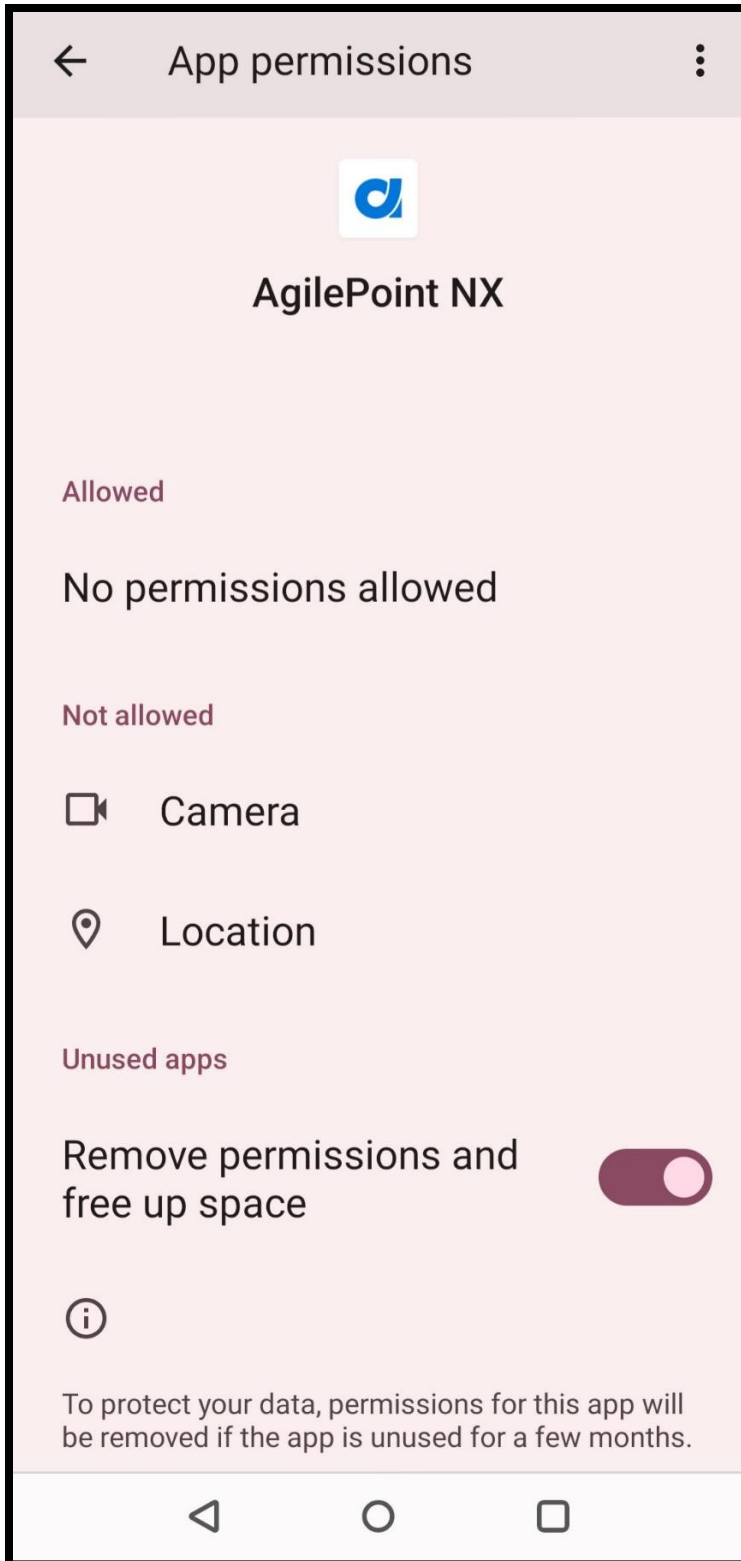 App permissions
AgilePoint NX
Allowed
No permissions allowed
Not allowed
Camera
Location
Unused apps
Remove permissions and
free up space
To protect your data, permissions for this app will
be removed if the app is unused for a few months.